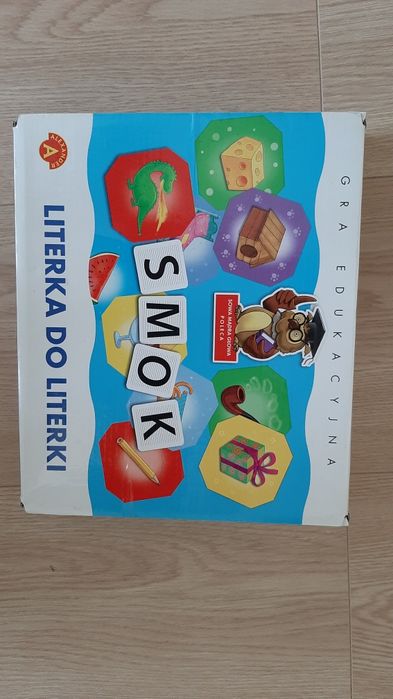 GRA EDUKACYJNA
SOWA MĄDRA GŁOWA
POLECA
SMOK
ALEXANDER
A
LITERKA DO LITERKI